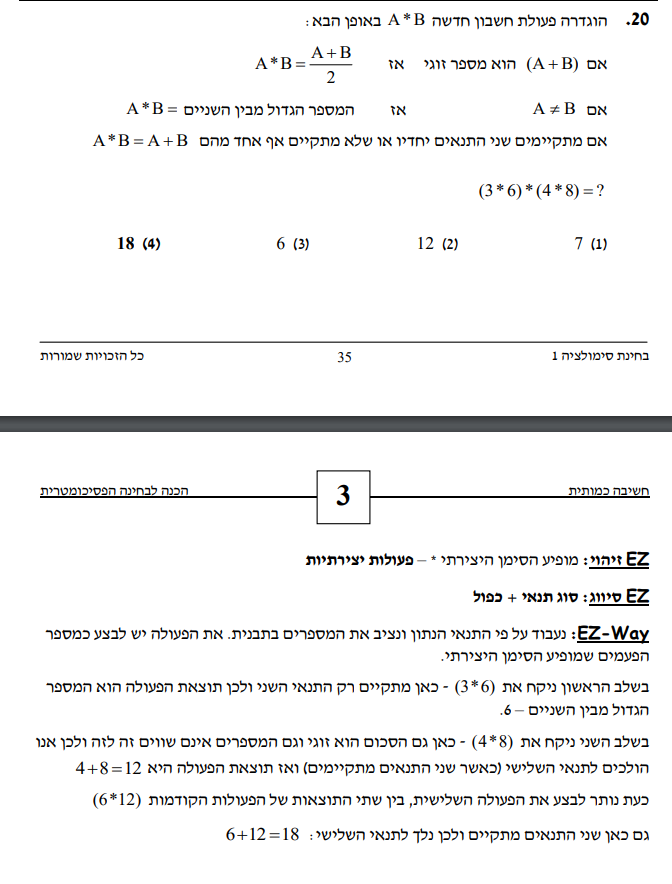 20. הוגדרה פעולת חשבון חדשה A*B באופן הבא:
אם (A+B) הוא מספר זוגי אז A*B = (A+B)/2
אם A ≠ B אז המספר הגדול מבין השניים = A*B
אם מתקיימים שני התנאים יחדיו או שלא מתקיים אף אחד מהם A*B = A+B
(3*6)*(4*8) = ?
(1) 7 (2) 12 (3) 6 (4) 18
בחינת סימולציה 1 35 כל הזכויות שמורות
חשיבה כמותית 3 הכנה לבחינה הפסיכומטרית
EZ זיהוי: מופיע הסימן היצירתי * – פעולות יצירתיות
EZ סיווג: סוג תנאי + כפול
EZ-Way: נעבוד על פי התנאי הנתון ונציב את המספרים בתבנית. את הפעולה יש לבצע כמספר
הפעמים שמופיע הסימן היצירתי.
בשלב הראשון ניקח את (3*6) - כאן מתקיים רק התנאי השני ולכן תוצאת הפעולה הוא המספר
הגדול מבין השניים – 6.
בשלב השני ניקח את (4*8) - כאן גם הסכום הוא זוגי וגם המספרים אינם שווים זה לזה ולכן אנו
הולכים לתנאי השלישי (כאשר שני התנאים מתקיימים) ואז תוצאת הפעולה היא 4+8=12
כעת נותר לבצע את הפעולה השלישית, בין שתי התוצאות של הפעולות הקודמות (6*12)
גם כאן שני התנאים מתקיים ולכן נלך לתנאי השלישי: 6+12=18